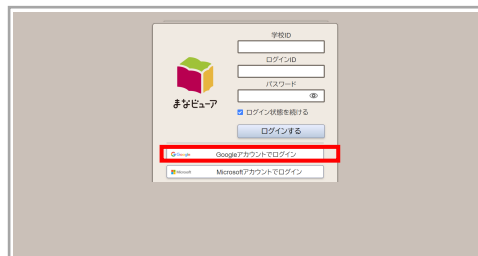 学校ID
ログインID
パスワード
まなビューア
ログイン状態を続ける
ログインする
Google
Googleアカウントでログイン
Microsoft
Microsoftアカウントでログイン